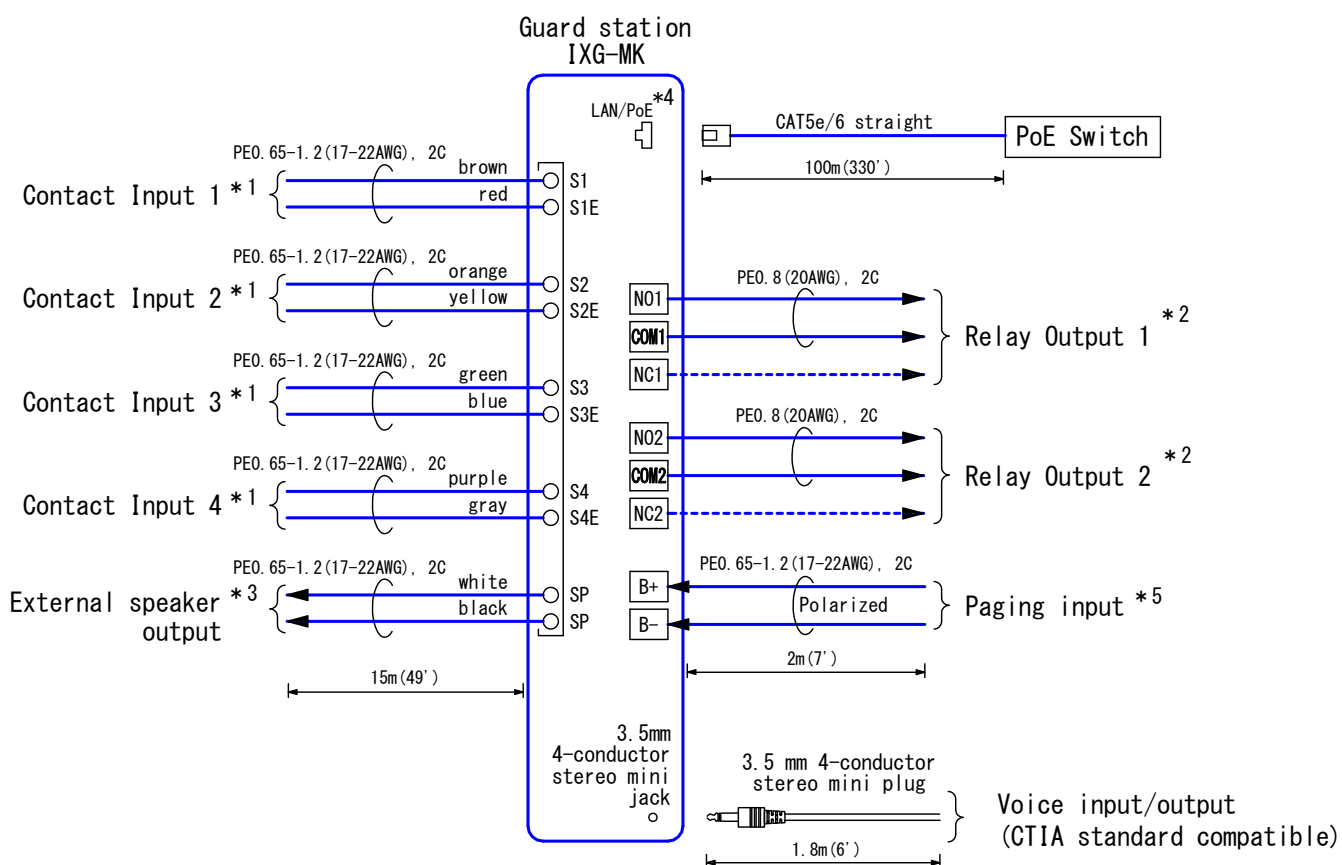 Guard station
IXG-MK
LAN/PoE*4
CAT5e/6 straight
PoE Switch
100m(330')
PE0.65-1.2(17-22AWG), 2C
brown
Contact Input 1 *1
red
S1
S1E
PE0.65-1.2(17-22AWG), 2C
orange
Contact Input 2 *1
yellow
S2
S2E
PE0.65-1.2(17-22AWG), 2C
green
Contact Input 3 *1
blue
S3
S3E
PE0.65-1.2(17-22AWG), 2C
purple
Contact Input 4 *1
gray
S4
S4E
PE0.65-1.2(17-22AWG), 2C
white
External speaker *3
output
black
SP
SP
15m(49')
PE0.8(20AWG), 2C
NO1
COM1
NC1
Relay Output 1 *2
PE0.8(20AWG), 2C
NO2
COM2
NC2
Relay Output 2 *2
PE0.65-1.2(17-22AWG), 2C
B+
Polarized
B-
Paging input *5
2m(7')
3.5mm
4-conductor
stereo mini
jack
3.5 mm 4-conductor
stereo mini plug
1.8m(6')
Voice input/output
(CTIA standard compatible)